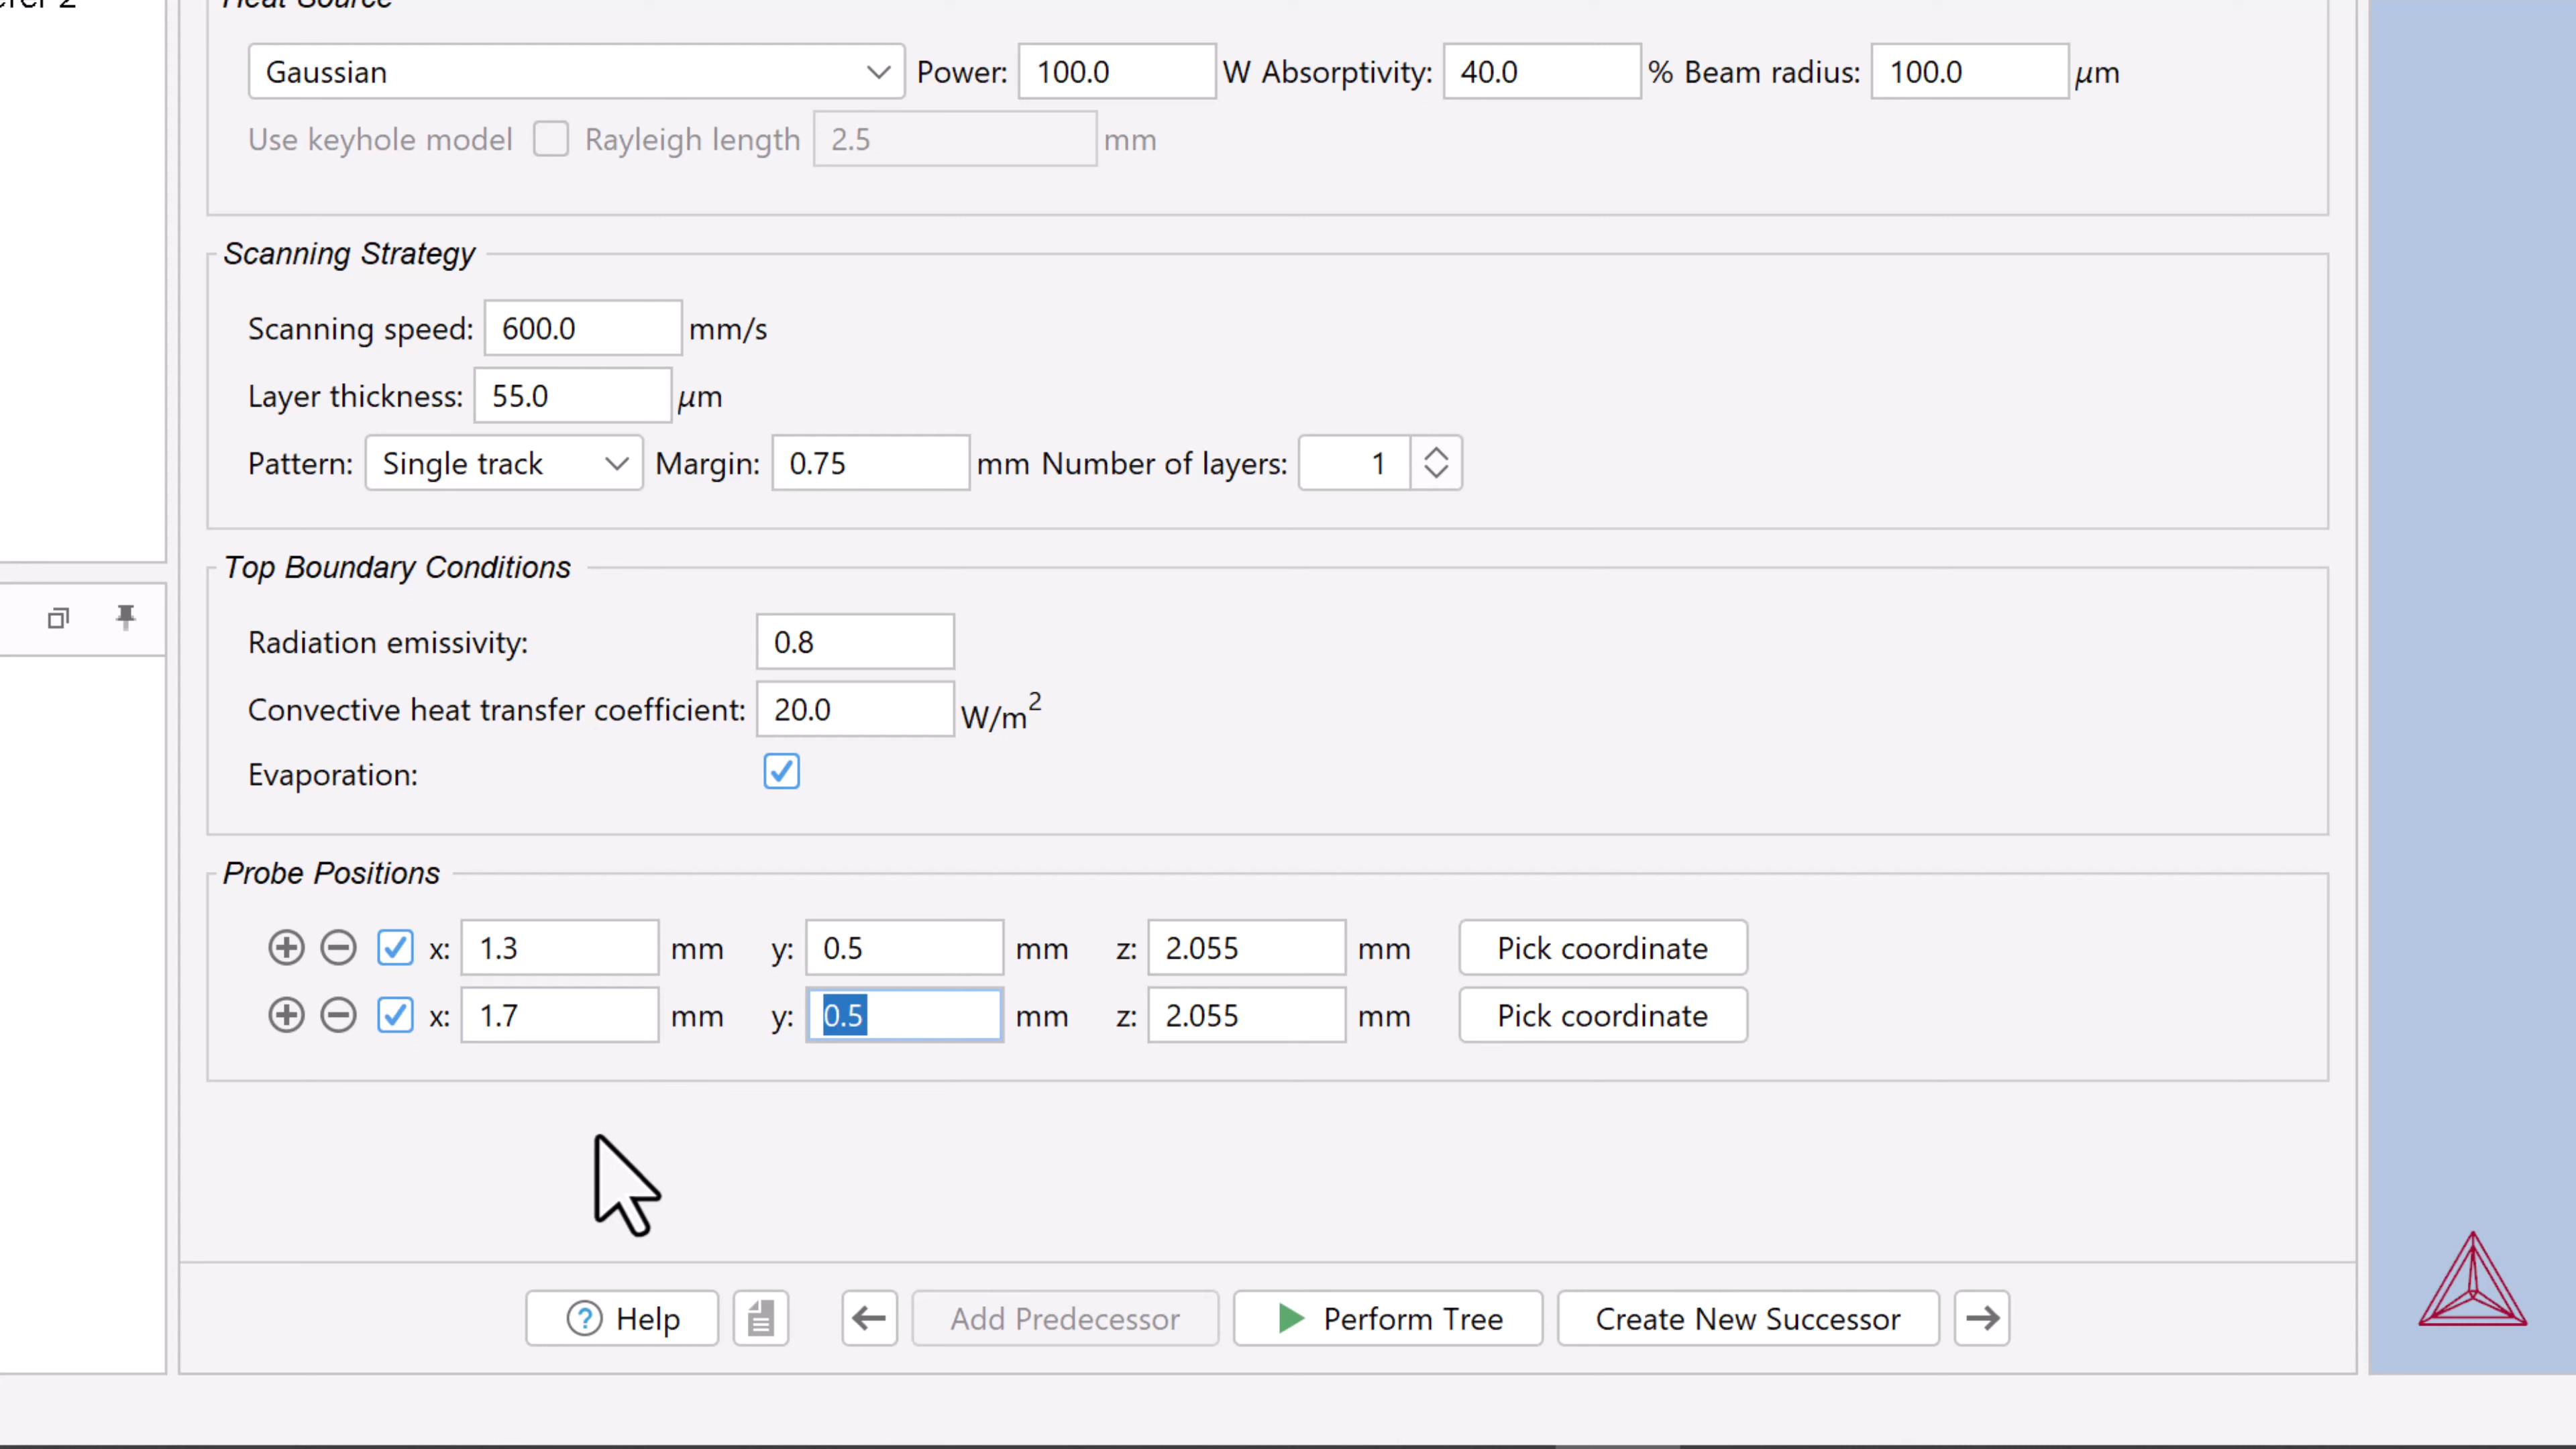 Heat Source
Gaussian Power: 100.0 W Absorptivity: 40.0 % Beam radius: 100.0 μm
Use keyhole model Rayleigh length 2.5 mm
Scanning Strategy
Scanning speed: 600.0 mm/s
Layer thickness: 55.0 μm
Pattern: Single track Margin: 0.75 mm Number of layers: 1
Top Boundary Conditions
Radiation emissivity: 0.8
Convective heat transfer coefficient: 20.0 W/m²
Evaporation:
Probe Positions
x: 1.3 mm y: 0.5 mm z: 2.055 mm Pick coordinate
x: 1.7 mm y: 0.5 mm z: 2.055 mm Pick coordinate
? Help Add Predecessor Perform Tree Create New Successor